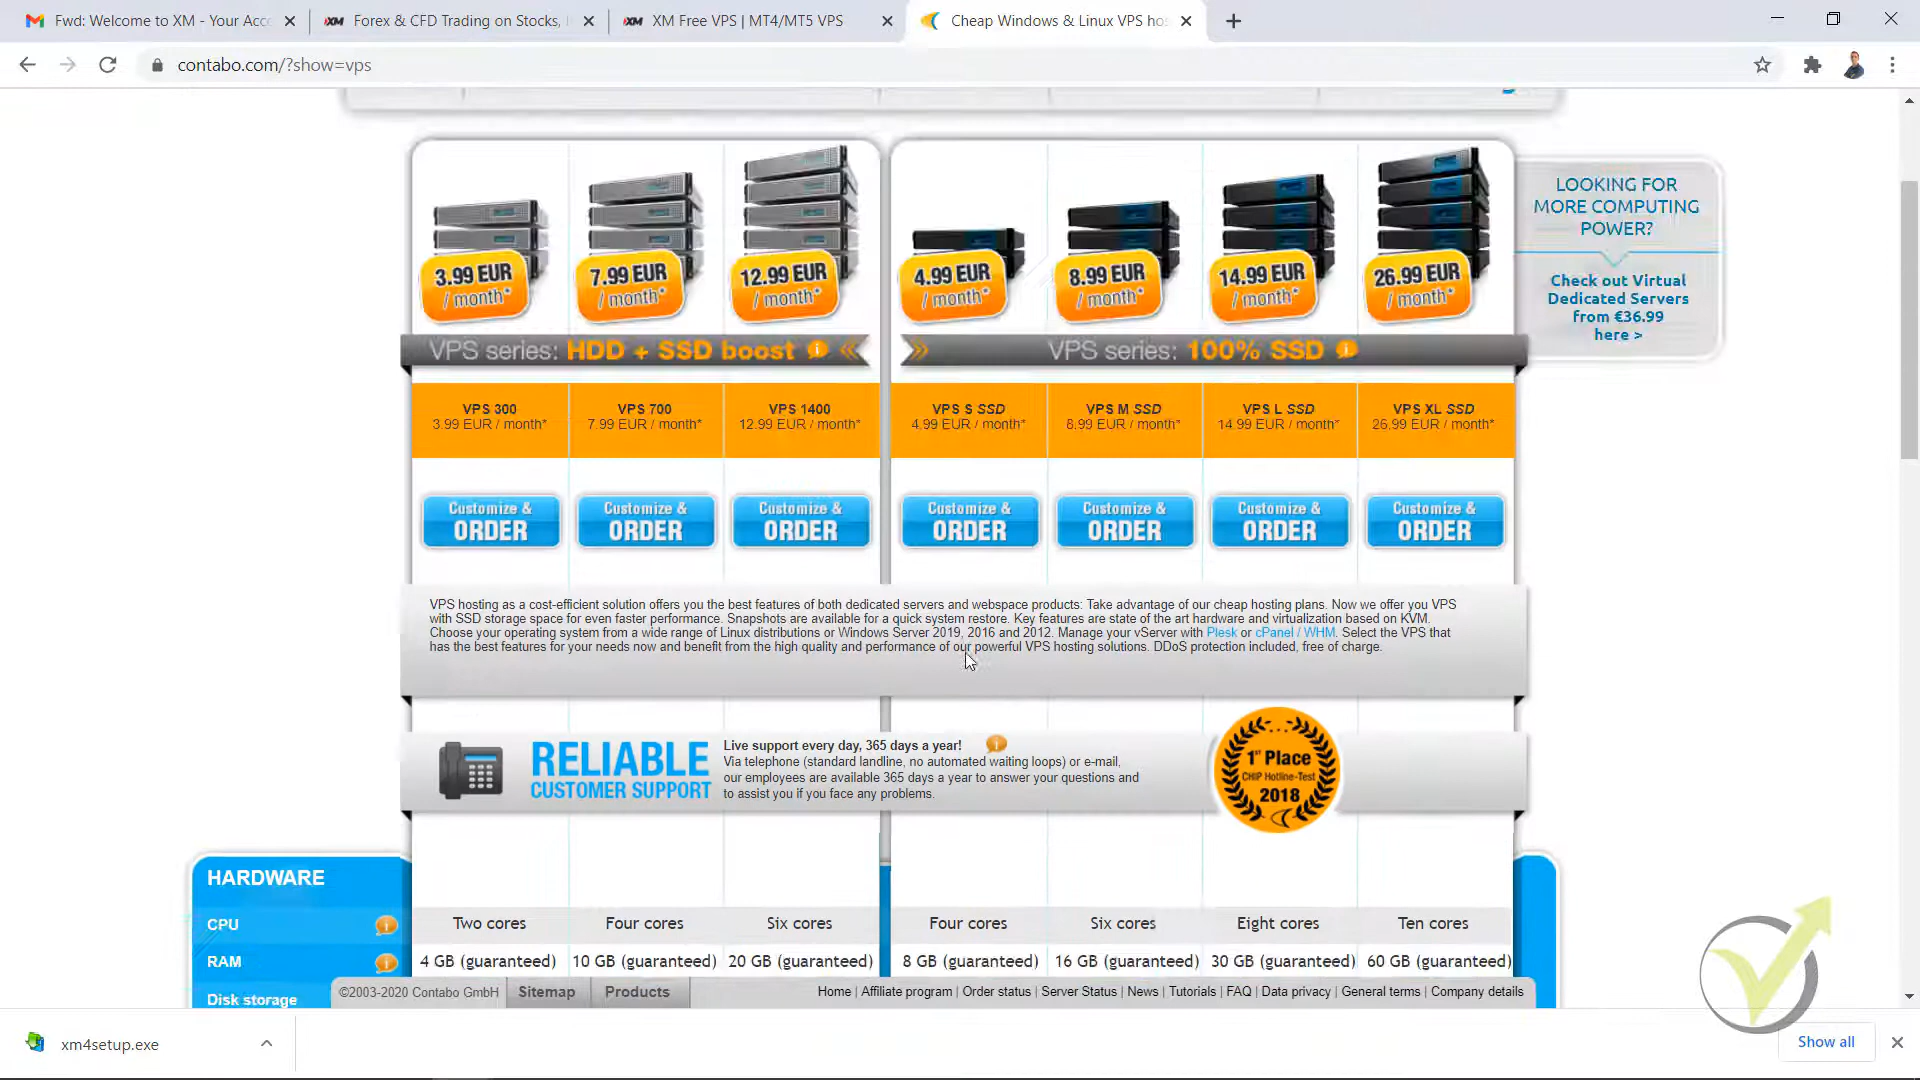 Fwd: Welcome to XM - Your Acc
Forex & CFD Trading on Stocks,
XM Free VPS | MT4/MT5 VPS
Cheap Windows & Linux VPS ho
contabo.com/?show=vps
3.99 EUR
/ month*
7.99 EUR
/ month*
12.99 EUR
/ month*
4.99 EUR
/ month*
8.99 EUR
/ month*
14.99 EUR
/ month*
26.99 EUR
/ month*
LOOKING FOR
MORE COMPUTING
POWER?
Check out Virtual
Dedicated Servers
from €36.99
here >
VPS series: HDD + SSD boost
VPS series: 100% SSD
VPS 300
3.99 EUR / month*
VPS 700
7.99 EUR / month*
VPS 1400
12.99 EUR / month*
VPS S SSD
4.99 EUR / month*
VPS M SSD
8.99 EUR / month*
VPS L SSD
14.99 EUR / month*
VPS XL SSD
26.99 EUR / month*
Customize &
ORDER
Customize &
ORDER
Customize &
ORDER
Customize &
ORDER
Customize &
ORDER
Customize &
ORDER
Customize &
ORDER
VPS hosting as a cost-efficient solution offers you the best features of both dedicated servers and webspace products: Take advantage of our cheap hosting plans. Now we offer you VPS
with SSD storage space for even faster performance. Snapshots are available for a quick system restore. Key features are state of the art hardware and virtualization based on KVM.
Choose your operating system from a wide range of Linux distributions or Windows Server 2019, 2016 and 2012. Manage your vServer with Plesk or cPanel / WHM. Select the VPS that
has the best features for your needs now and benefit from the high quality and performance of our powerful VPS hosting solutions. DDoS protection included, free of charge.
RELIABLE
CUSTOMER SUPPORT
Live support every day, 365 days a year!
Via telephone (standard landline, no automated waiting loops) or e-mail,
our employees are available 365 days a year to answer your questions and
to assist you if you face any problems.
1st Place
CHIP Hotline-Test
2018
HARDWARE
CPU
Two cores
Four cores
Six cores
Four cores
Six cores
Eight cores
Ten cores
RAM
4 GB (guaranteed)
10 GB (guaranteed)
20 GB (guaranteed)
8 GB (guaranteed)
16 GB (guaranteed)
30 GB (guaranteed)
60 GB (guaranteed)
Disk storage
©2003-2020 Contabo GmbH
Sitemap
Products
Home | Affiliate program | Order status | Server Status | News | Tutorials | FAQ | Data privacy | General terms | Company details
xm4setup.exe
Show all